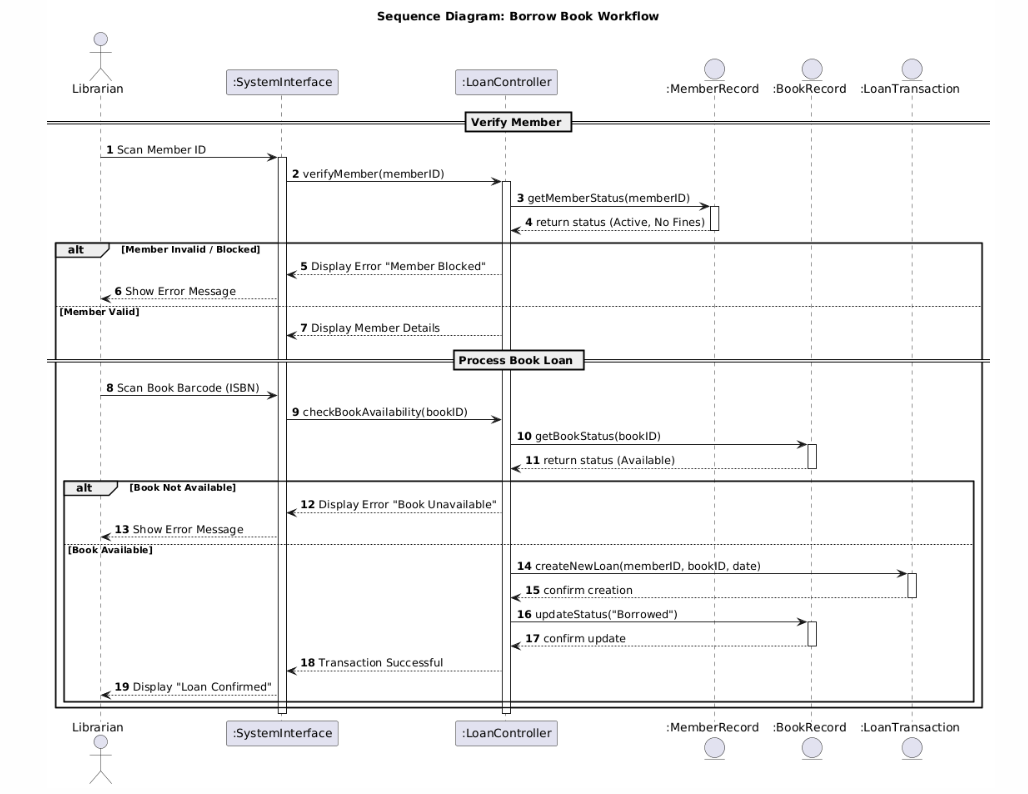 Sequence Diagram: Borrow Book Workflow
Librarian
:SystemInterface
:LoanController
:MemberRecord
:BookRecord
:LoanTransaction
Verify Member
1 Scan Member ID
2 verifyMember(memberID)
3 getMemberStatus(memberID)
4 return status (Active, No Fines)
alt
[Member Invalid / Blocked]
5 Display Error "Member Blocked"
6 Show Error Message
[Member Valid]
7 Display Member Details
Process Book Loan
8 Scan Book Barcode (ISBN)
9 checkBookAvailability(bookID)
10 getBookStatus(bookID)
11 return status (Available)
alt
[Book Not Available]
12 Display Error "Book Unavailable"
13 Show Error Message
[Book Available]
14 createNewLoan(memberID, bookID, date)
15 confirm creation
16 updateStatus("Borrowed")
17 confirm update
18 Transaction Successful
19 Display "Loan Confirmed"
Librarian
:SystemInterface
:LoanController
:MemberRecord
:BookRecord
:LoanTransaction